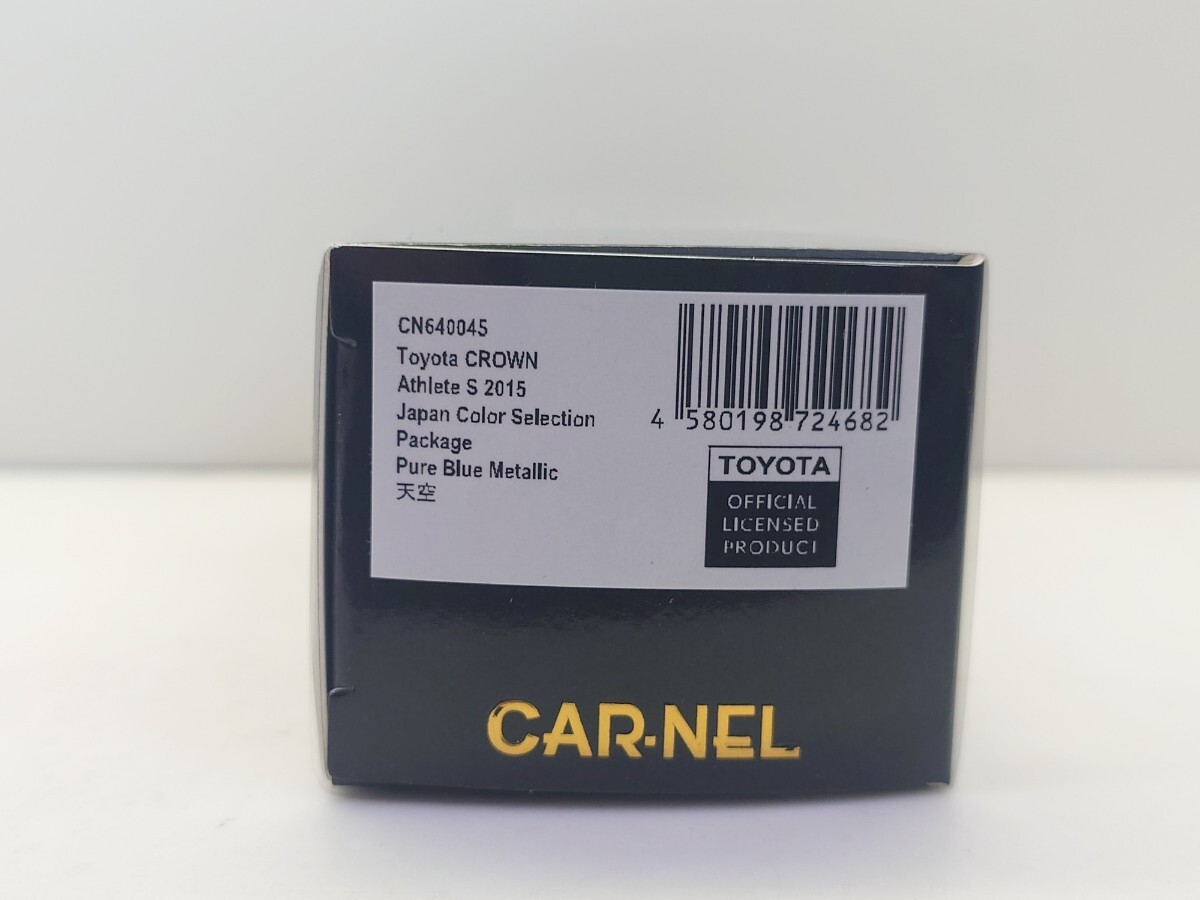 CN640045
Toyota CROWN
Athlete S 2015
Japan Color Selection
Package
Pure Blue Metallic
天空
4 580198 724682
TOYOTA
OFFICIAL
LICENSED
PRODUCT
CAR·NEL